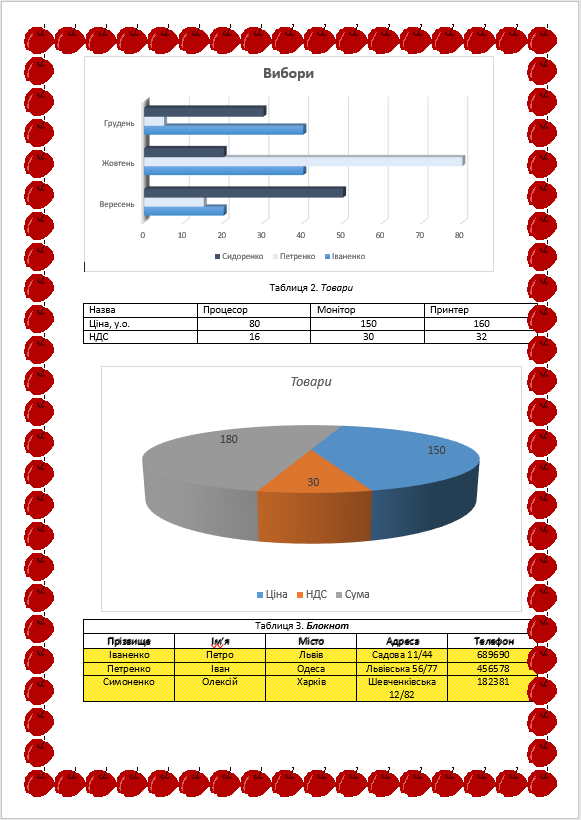 Вибори
Грудень
Жовтень
Вересень
0 10 20 30 40 50 60 70 80
Сидоренко Петренко Іваненко
Таблиця 2. Товари
Назва Процесор Монітор Принтер
Ціна, у.о. 80 150 160
НДС 16 30 32
Товари
180
150
30
Ціна НДС Сума
Таблиця 3. Блокнот
Прізвище Ім'я Місто Адреса Телефон
Іваненко Петро Львів Садова 11/44 689690
Петренко Іван Одеса Львівська 56/77 456578
Симоненко Олексій Харків Шевченківська 182381
12/82